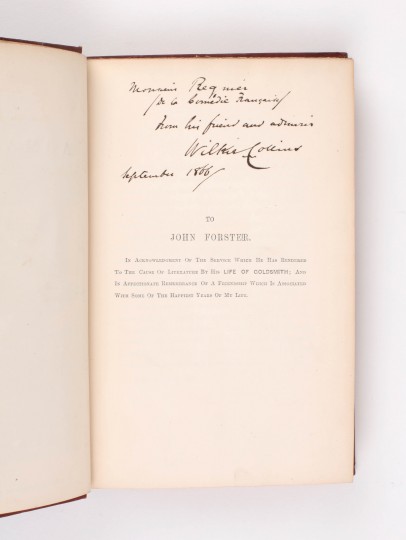 Monsieur Regnier
(de la Comédie Française)
from his friend and admirer
Wilkie Collins
September 1866
TO
JOHN FORSTER.
In Acknowledgment Of The Service Which He Has Rendered
To The Cause Of Literature By His LIFE OF GOLDSMITH; And
In Affectionate Remembrance Of A Friendship Which Is Associated
With Some Of The Happiest Years Of My Life.